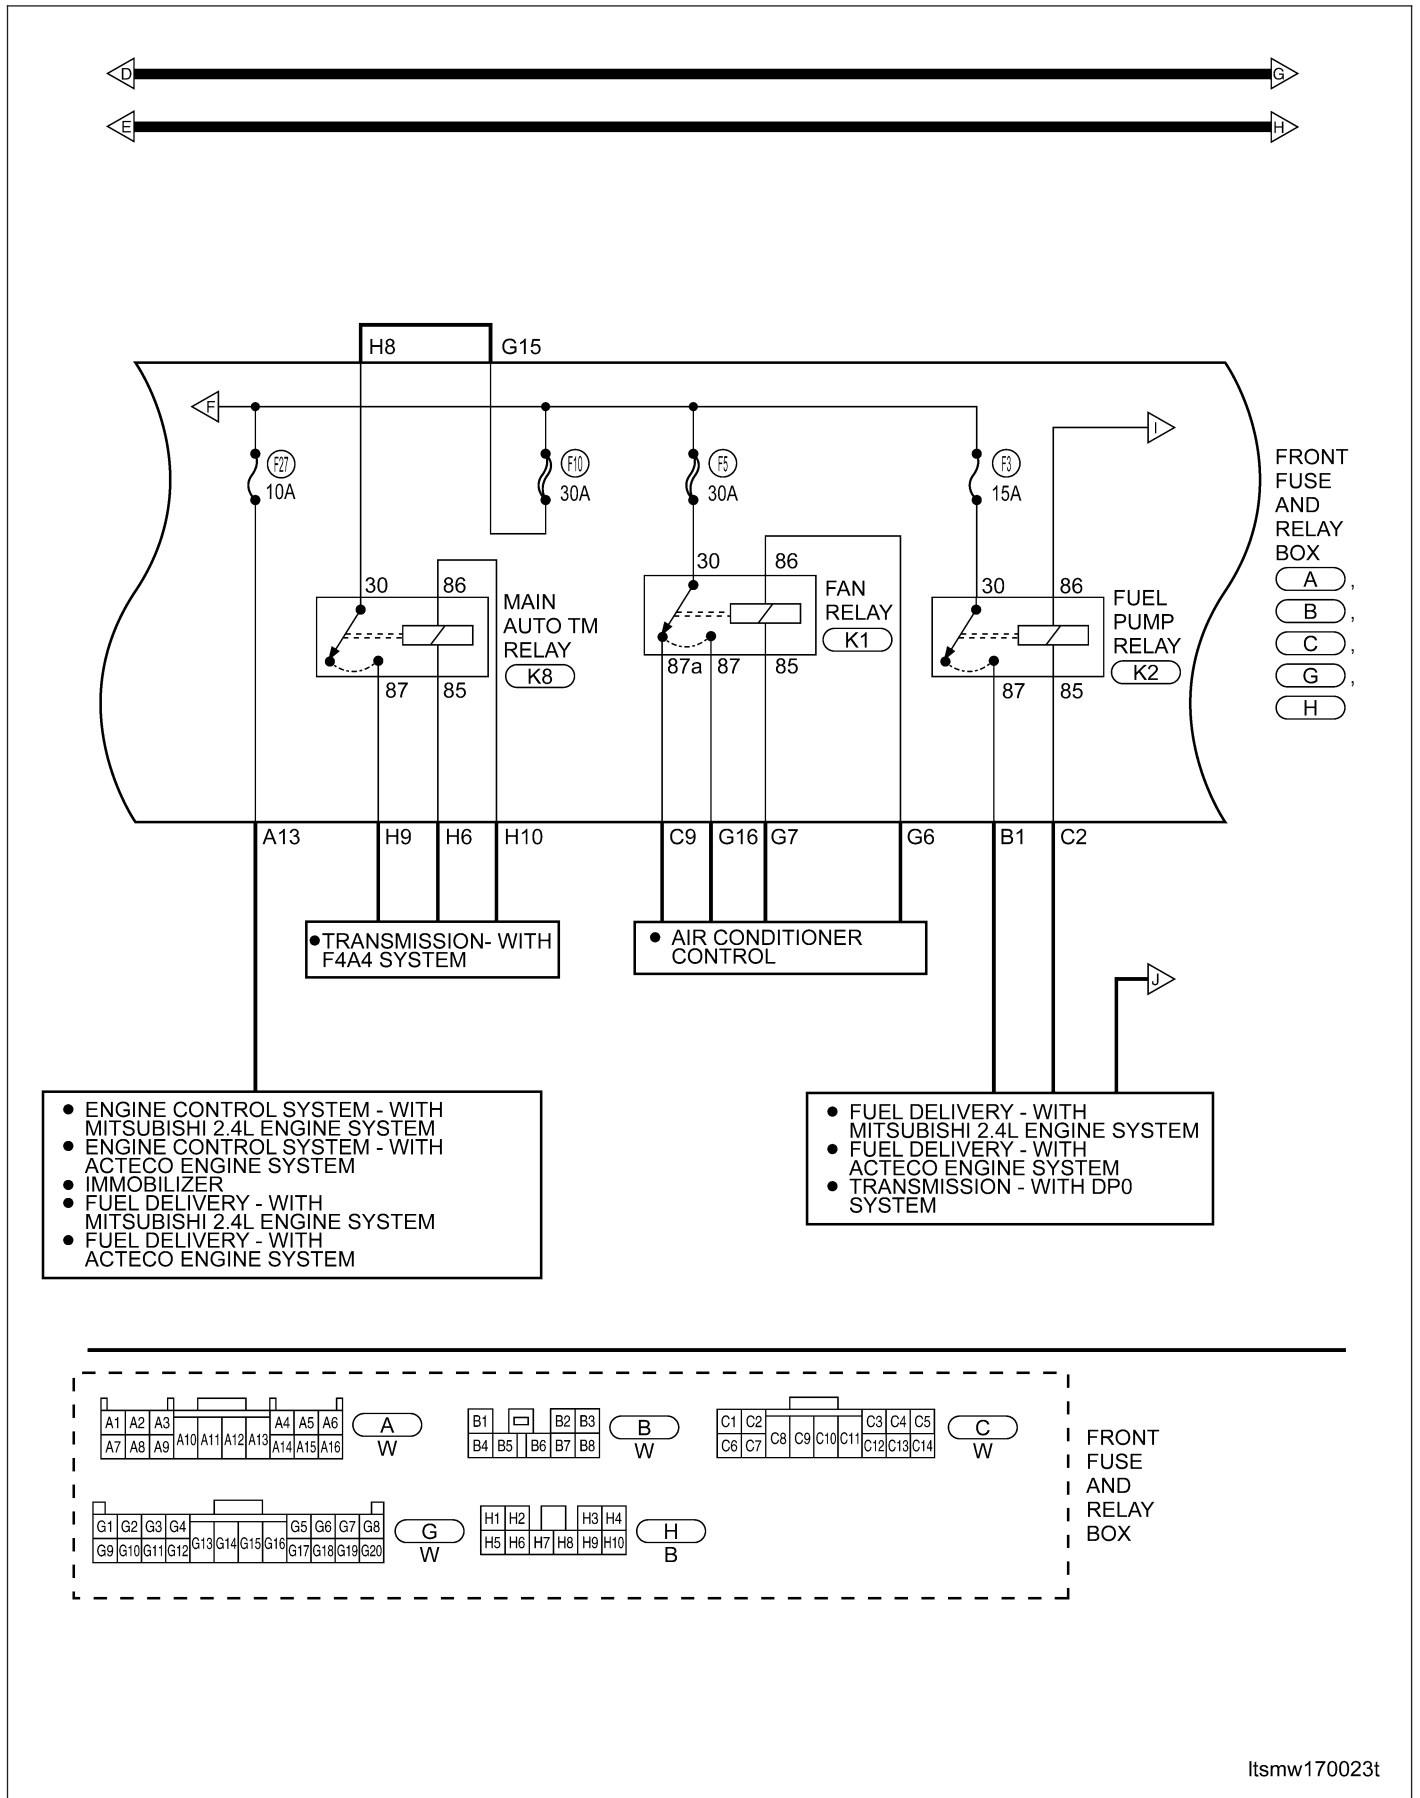 D G
E H
H8 G15
F
I
F27 10A
F10 30A
F5 30A
F3 15A
FRONT
FUSE
AND
RELAY
BOX
A ,
B ,
C ,
G ,
H
30 86
MAIN
AUTO TM
RELAY
K8
87 85
30 86
FAN
RELAY
K1
87a 87 85
30 86
FUEL
PUMP
RELAY
K2
87 85
A13 H9 H6 H10 C9 G16 G7 G6 B1 C2
● TRANSMISSION- WITH
F4A4 SYSTEM
● AIR CONDITIONER
CONTROL
J
● ENGINE CONTROL SYSTEM - WITH
MITSUBISHI 2.4L ENGINE SYSTEM
● ENGINE CONTROL SYSTEM - WITH
ACTECO ENGINE SYSTEM
● IMMOBILIZER
● FUEL DELIVERY - WITH
MITSUBISHI 2.4L ENGINE SYSTEM
● FUEL DELIVERY - WITH
ACTECO ENGINE SYSTEM
● FUEL DELIVERY - WITH
MITSUBISHI 2.4L ENGINE SYSTEM
● FUEL DELIVERY - WITH
ACTECO ENGINE SYSTEM
● TRANSMISSION - WITH DP0
SYSTEM
A1 A2 A3 A4 A5 A6
A7 A8 A9 A10 A11 A12 A13 A14 A15 A16
A
W
B1 B2 B3
B4 B5 B6 B7 B8
B
W
C1 C2 C3 C4 C5
C6 C7 C8 C9 C10 C11 C12 C13 C14
C
W
G1 G2 G3 G4 G5 G6 G7 G8
G9 G10 G11 G12 G13 G14 G15 G16 G17 G18 G19 G20
G
W
H1 H2 H3 H4
H5 H6 H7 H8 H9 H10
H
B
FRONT
FUSE
AND
RELAY
BOX
ltsmw170023t